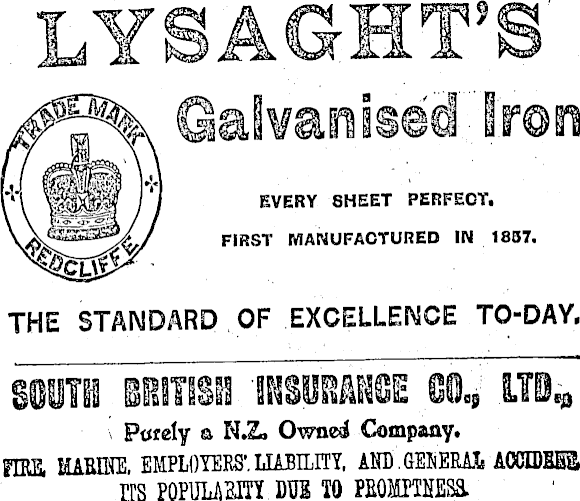 LYSAGHT'S
TRADE MARK
REDCLIFFE
Galvanised Iron
EVERY SHEET PERFECT.
FIRST MANUFACTURED IN 1857.
THE STANDARD OF EXCELLENCE TO-DAY.
SOUTH BRITISH INSURANCE CO., LTD.,
Purely a N.Z. Owned Company.
FIRE, MARINE, EMPLOYERS' LIABILITY, AND GENERAL ACCIDENT
ITS POPULARITY DUE TO PROMPTNESS.